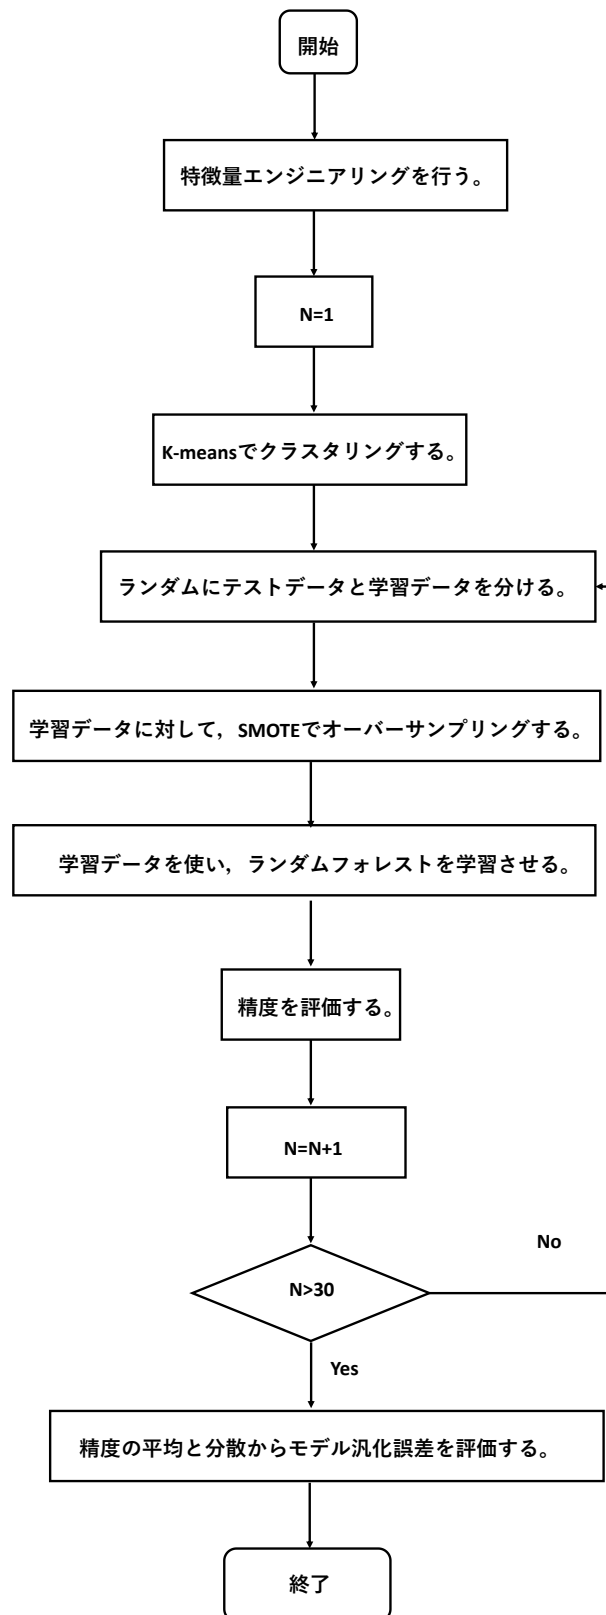 開始
特徴量エンジニアリングを行う。
N=1
K-meansでクラスタリングする。
ランダムにテストデータと学習データを分ける。
学習データに対して，SMOTEでオーバーサンプリングする。
学習データを使い，ランダムフォレストを学習させる。
精度を評価する。
N=N+1
No
N>30
Yes
精度の平均と分散からモデル汎化誤差を評価する。
終了